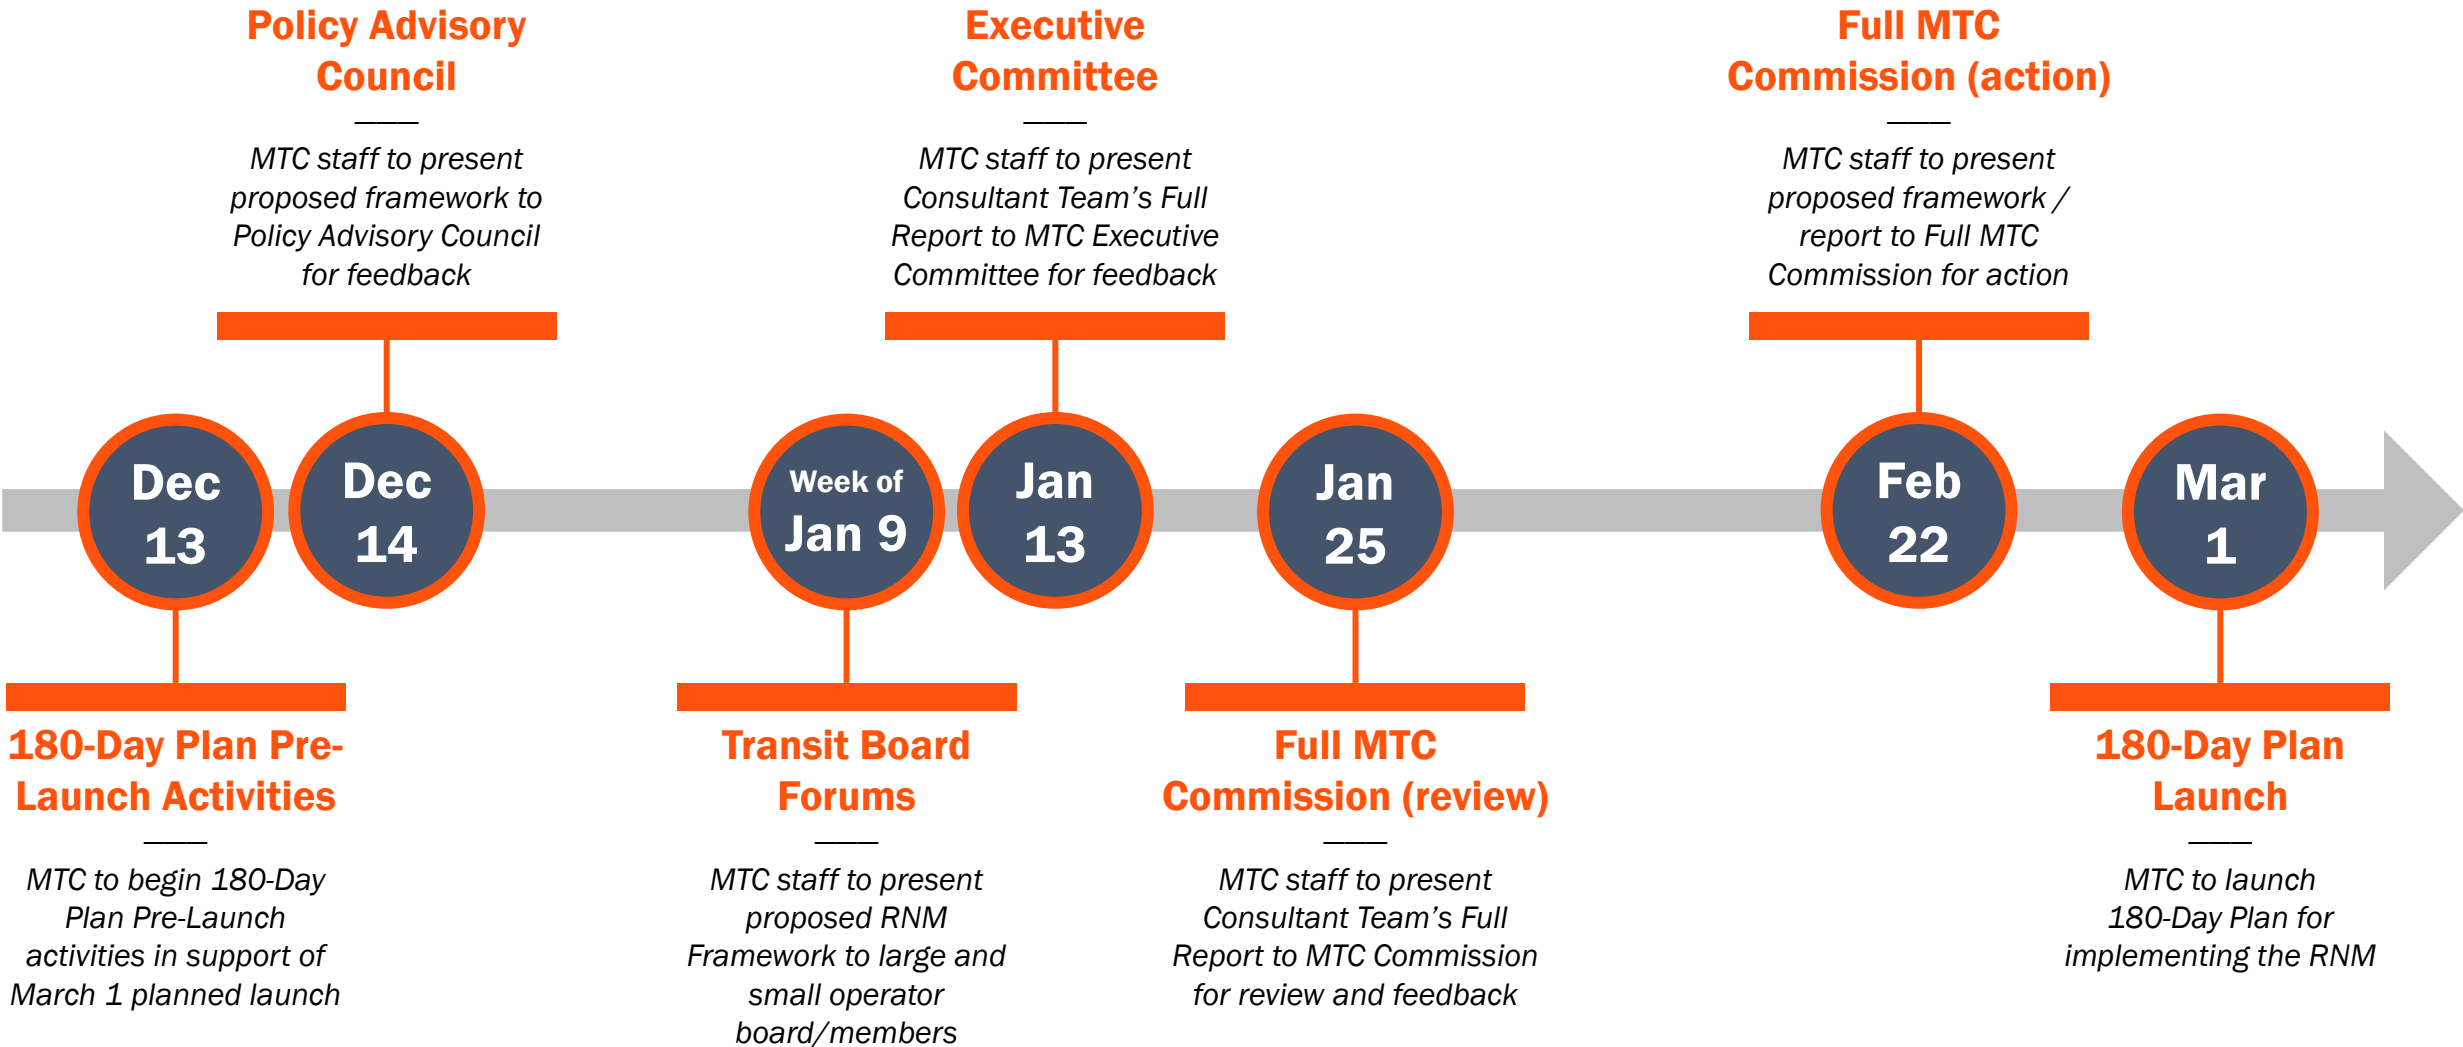 Policy Advisory
Council
MTC staff to present
proposed framework to
Policy Advisory Council
for feedback
Executive
Committee
MTC staff to present
Consultant Team's Full
Report to MTC Executive
Committee for feedback
Full MTC
Commission (action)
MTC staff to present
proposed framework /
report to Full MTC
Commission for action
Dec
13
Dec
14
Week of
Jan 9
Jan
13
Jan
25
Feb
22
Mar
1
180-Day Plan Pre-
Launch Activities
MTC to begin 180-Day
Plan Pre-Launch
activities in support of
March 1 planned launch
Transit Board
Forums
MTC staff to present
proposed RNM
Framework to large and
small operator
board/members
Full MTC
Commission (review)
MTC staff to present
Consultant Team's Full
Report to MTC Commission
for review and feedback
180-Day Plan
Launch
MTC to launch
180-Day Plan for
implementing the RNM